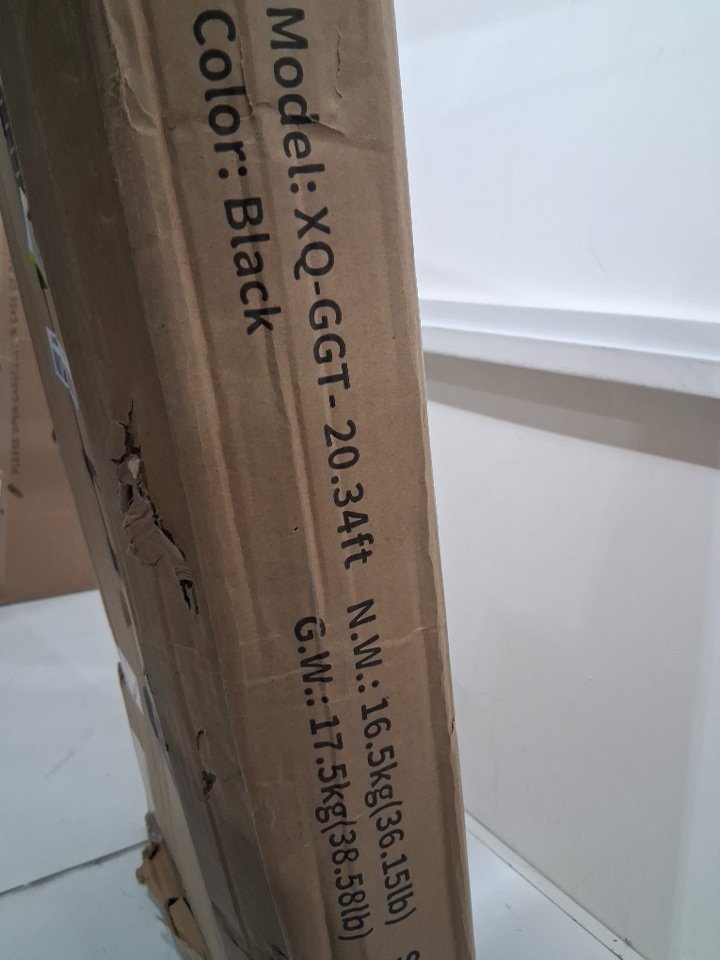 Model: XQ-GGT- 20.34ft
Color: Black
N.W.: 16.5kg(36.15lb)
G.W.: 17.5kg(38.58lb)